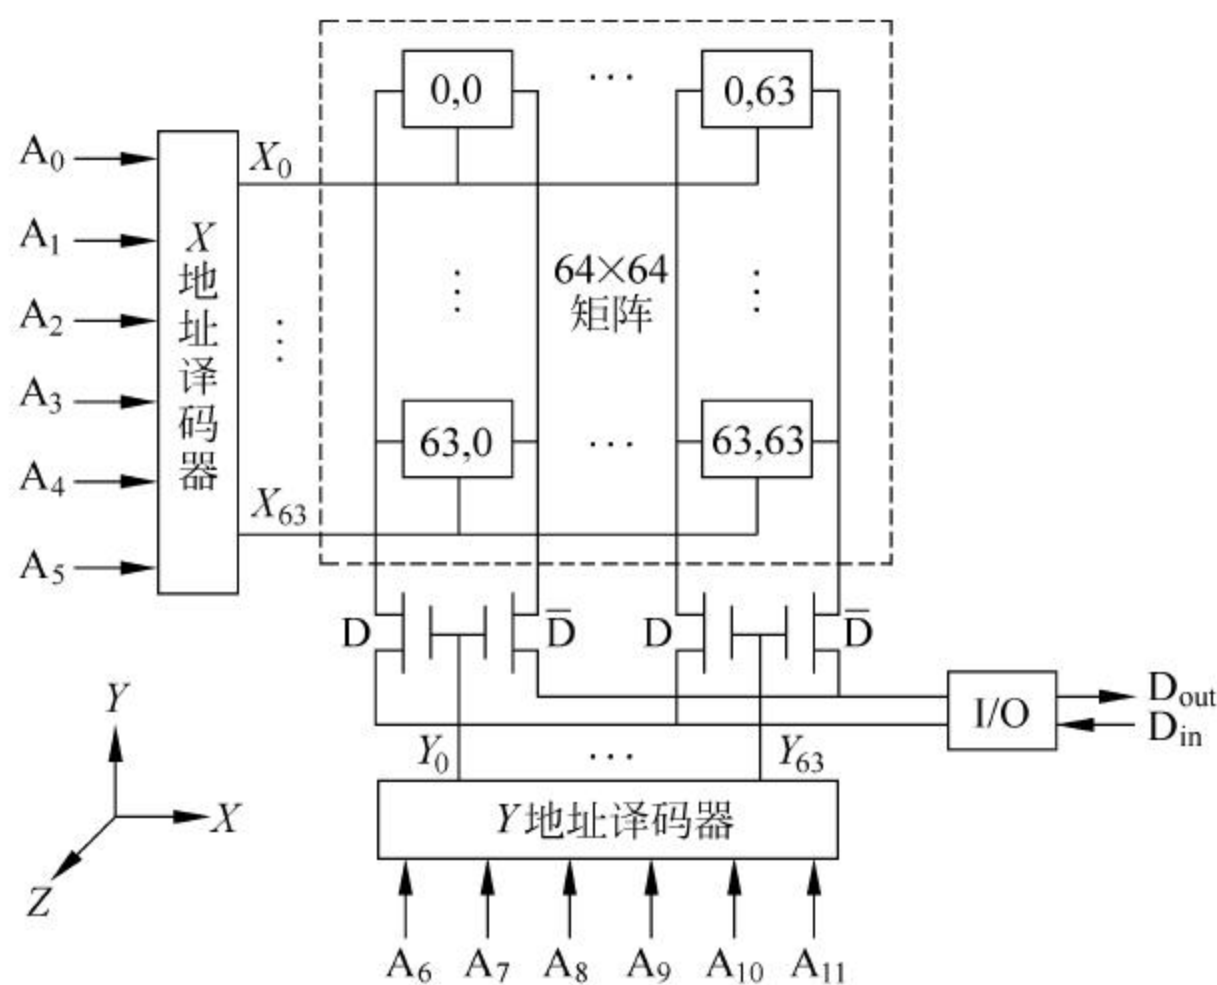 0,0
···
0,63
A₀
X₀
A₁
X
地址译码器
A₂
64×64
矩阵
A₃
63,0
···
63,63
A₄
X₆₃
A₅
D
D̅
D
D̅
D_out
I/O
D_in
Y
Y₀
···
Y₆₃
X
Y地址译码器
Z
A₆
A₇
A₈
A₉
A₁₀
A₁₁